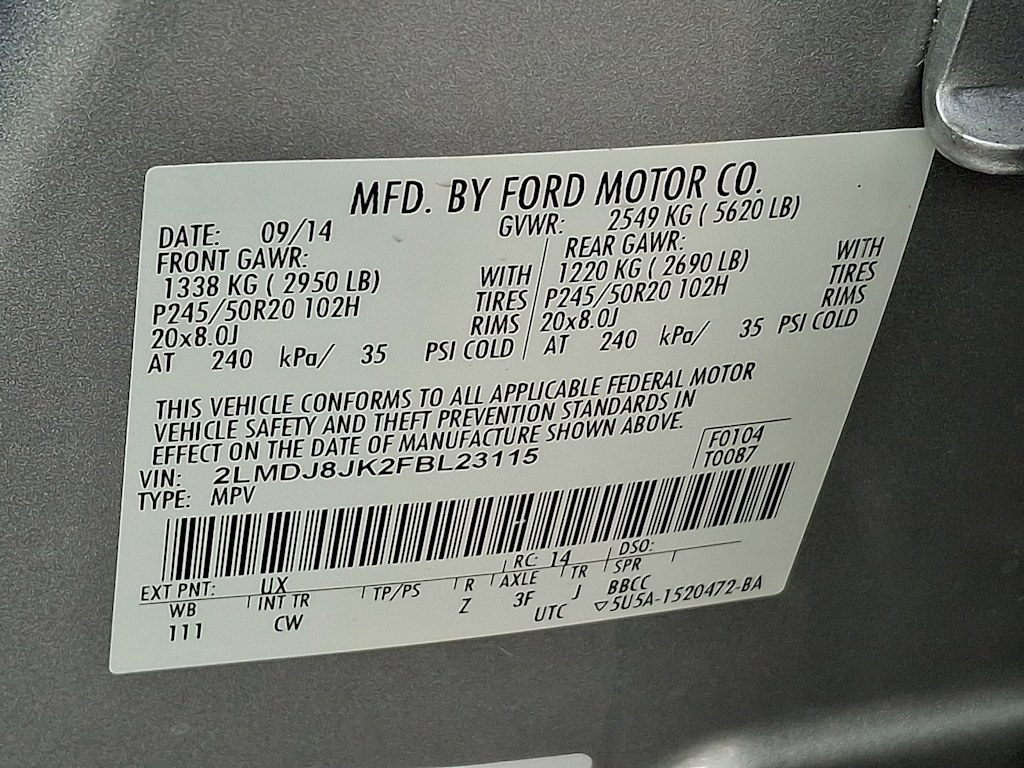 MFD. BY FORD MOTOR CO.
DATE: 09/14 GVWR: 2549 KG ( 5620 LB)
FRONT GAWR: REAR GAWR:
1338 KG ( 2950 LB) WITH 1220 KG ( 2690 LB) WITH
P245/50R20 102H TIRES P245/50R20 102H TIRES
20x8.0J RIMS 20x8.0J RIMS
AT 240 kPa/ 35 PSI COLD AT 240 kPa/ 35 PSI COLD
THIS VEHICLE CONFORMS TO ALL APPLICABLE FEDERAL MOTOR
VEHICLE SAFETY AND THEFT PREVENTION STANDARDS IN
EFFECT ON THE DATE OF MANUFACTURE SHOWN ABOVE.
VIN: 2LMDJ8JK2FBL23115 F0104
TYPE: MPV T0087
EXT PNT: UX RC: 14 DSO:
WB INT TR TP/PS R AXLE TR SPR
111 CW Z 3F J BBCC
UTC ▽5U5A-1520472-BA